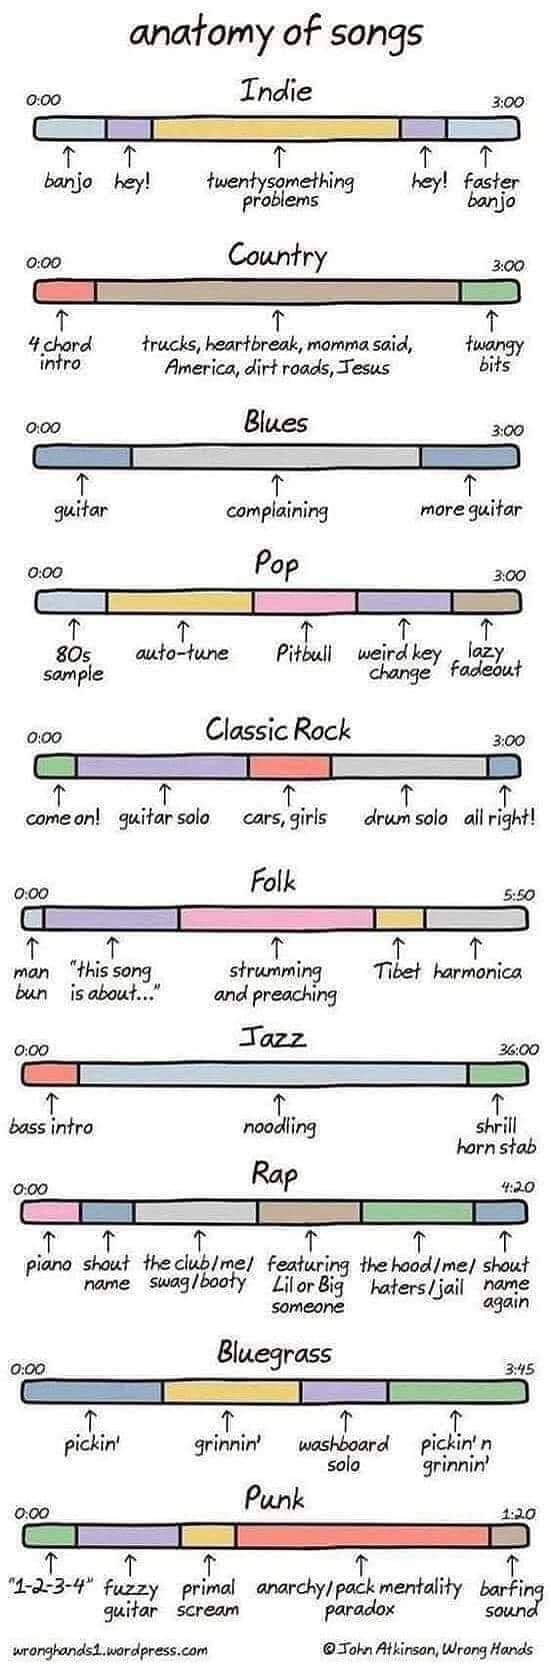 anatomy of songs
Indie
0:00
3:00
banjo
hey!
twentysomething
problems
hey!
faster
banjo
Country
0:00
3:00
4 chord
intro
trucks, heartbreak, momma said,
America, dirt roads, Jesus
twangy
bits
Blues
0:00
3:00
guitar
complaining
more guitar
Pop
0:00
3:00
80s
sample
auto-tune
Pitbull
weird key
change
lazy
fadeout
Classic Rock
0:00
3:00
come on!
guitar solo
cars, girls
drum solo
all right!
Folk
0:00
5:50
man
bun
"this song
is about..."
strumming
and preaching
Tibet
harmonica
Jazz
0:00
36:00
bass intro
noodling
shrill
horn stab
Rap
0:00
4:20
piano
shout
name
the club/me/
swag/booty
featuring
Lil or Big
someone
the hood/me/
haters/jail
shout
name
again
Bluegrass
0:00
3:45
pickin'
grinnin'
washboard
solo
pickin' n
grinnin'
Punk
0:00
1:20
"1-2-3-4"
fuzzy
guitar
primal
scream
anarchy/pack mentality
paradox
barfing
sound
wronghands1.wordpress.com
© John Atkinson, Wrong Hands